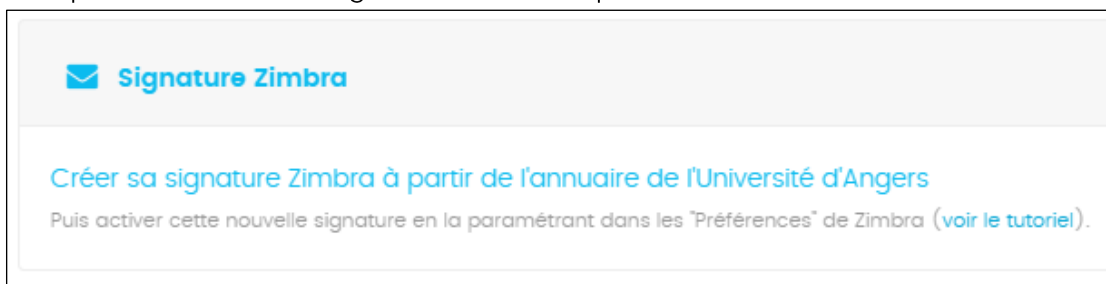 Signature Zimbra
Créer sa signature Zimbra à partir de l'annuaire de l'Université d'Angers
Puis activer cette nouvelle signature en la paramétrant dans les "Préférences" de Zimbra (voir le tutoriel).